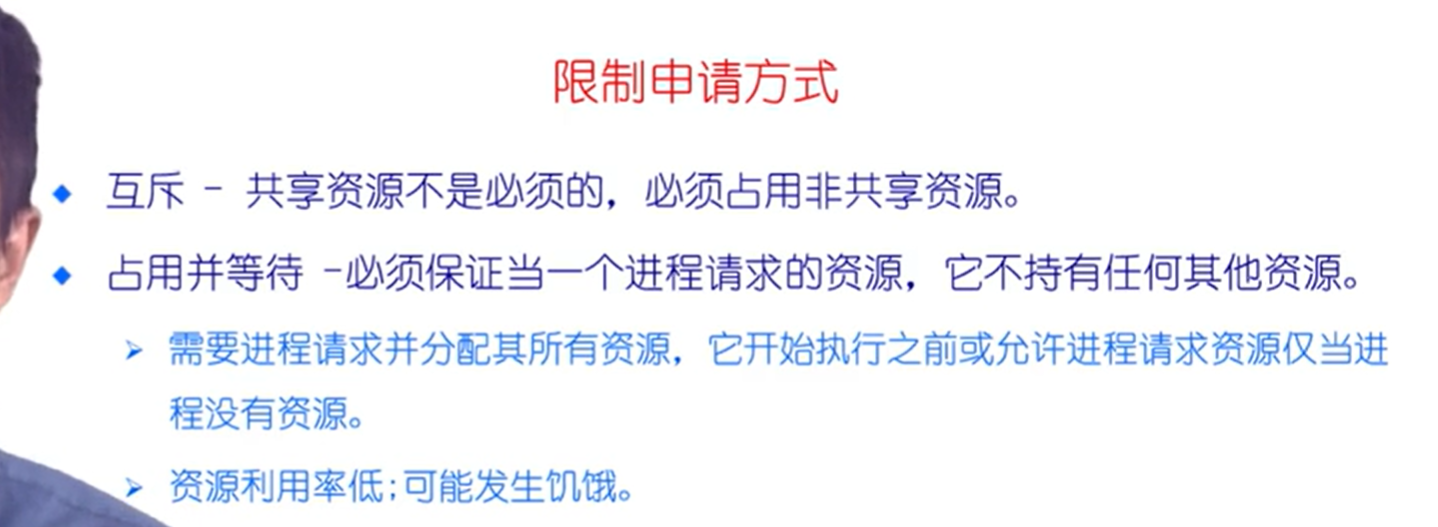 限制申请方式
◆ 互斥 - 共享资源不是必须的，必须占用非共享资源。
◆ 占用并等待 -必须保证当一个进程请求的资源，它不持有任何其他资源。
➢ 需要进程请求并分配其所有资源，它开始执行之前或允许进程请求资源仅当进
程没有资源。
➢ 资源利用率低;可能发生饥饿。